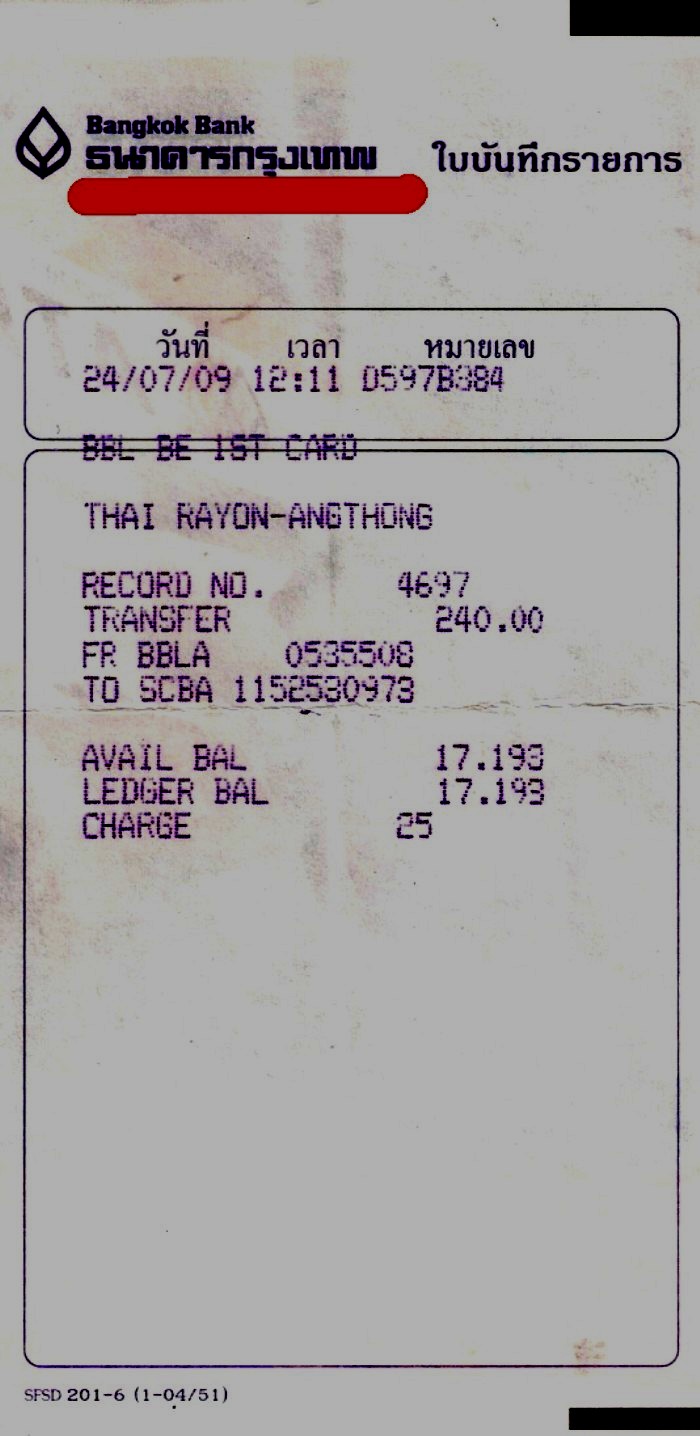 Bangkok Bank
ธนาคารกรุงเทพ ใบบันทึกรายการ
วันที่ เวลา หมายเลข
24/07/09 12:11 D597B384
BBL BE 1ST CARD
THAI RAYON-ANGTHONG
RECORD NO. 4697
TRANSFER 240.00
FR BBLA 0535508
TO SCBA 1152530973
AVAIL BAL 17.193
LEDGER BAL 17.193
CHARGE 25
SFSD 201-6 (1-04/51)